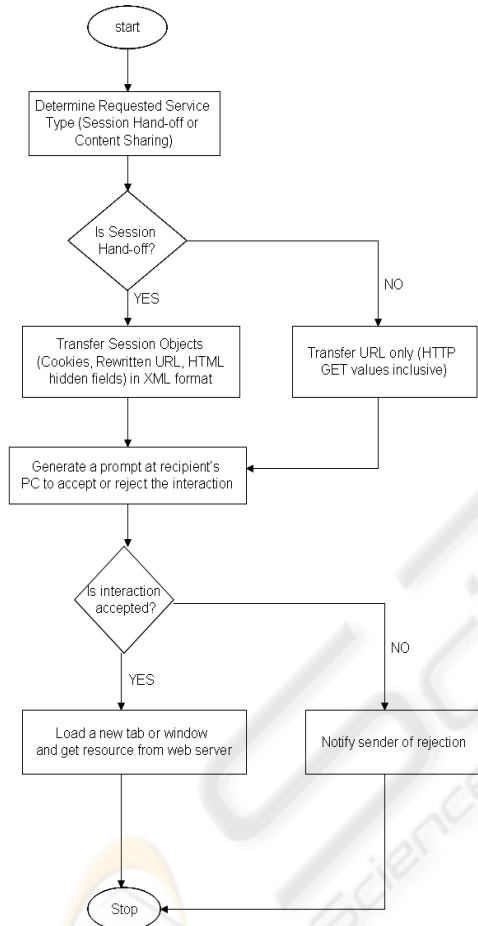 start
Determine Requested Service
Type (Session Hand-off or
Content Sharing)
Is Session
Hand-off?
NO
YES
Transfer Session Objects
(Cookies, Rewritten URL, HTML
hidden fields) in XML format
Transfer URL only (HTTP
GET values inclusive)
Generate a prompt at recipient's
PC to accept or reject the interaction
Is interaction
accepted?
NO
YES
Load a new tab or window
and get resource from web server
Notify sender of rejection
Stop